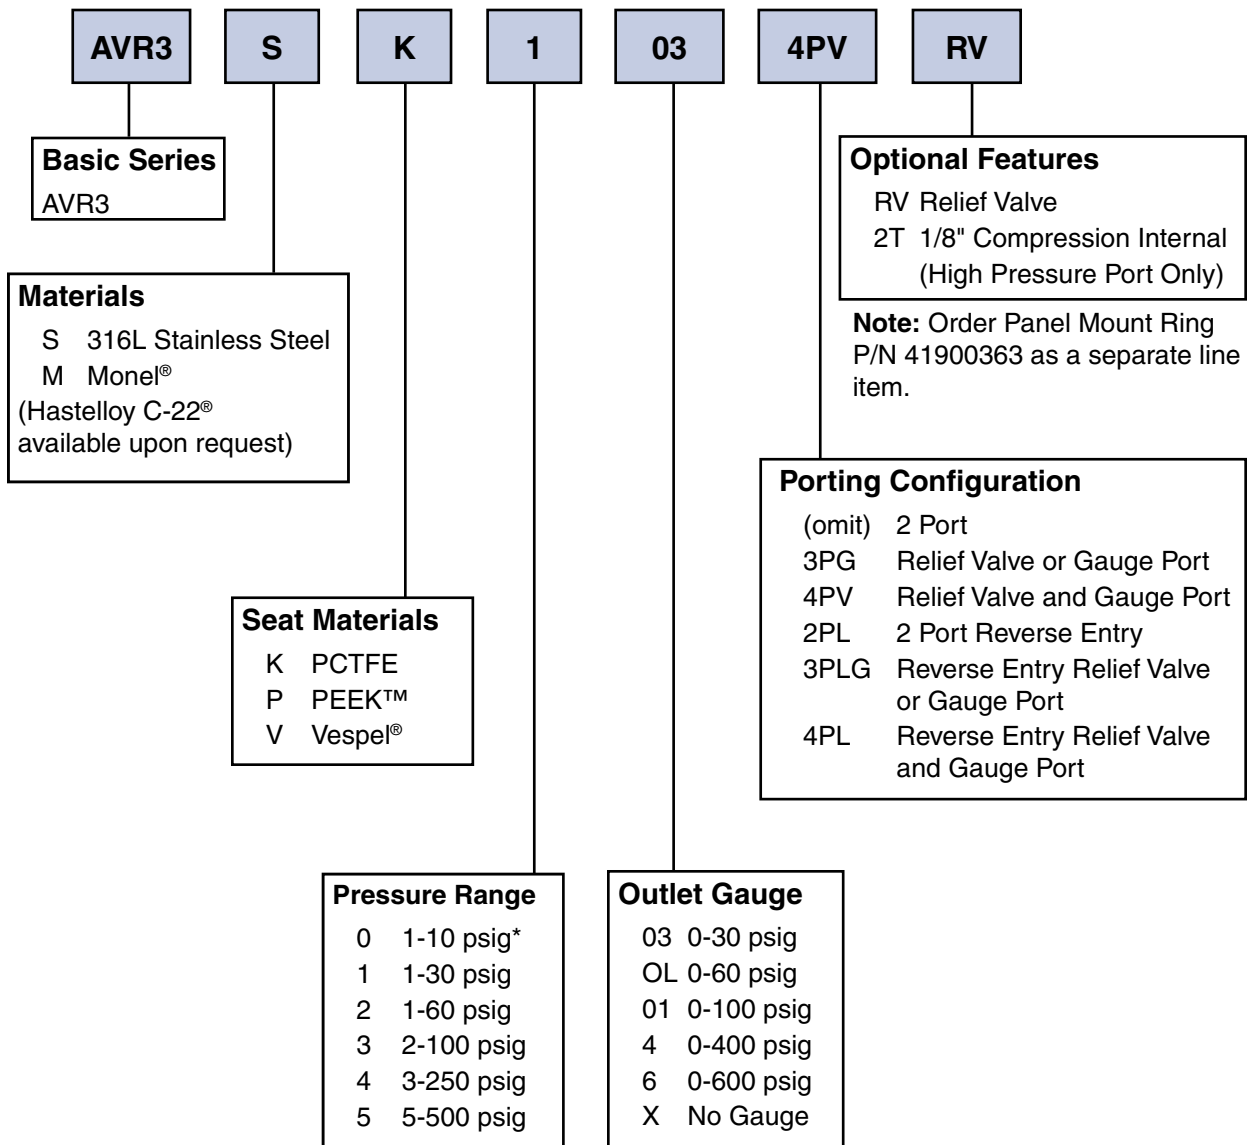 AVR3 S K 1 03 4PV RV
Basic Series
AVR3
Materials
S 316L Stainless Steel
M Monel®
(Hastelloy C-22®
available upon request)
Seat Materials
K PCTFE
P PEEK™
V Vespel®
Pressure Range
0 1-10 psig*
1 1-30 psig
2 1-60 psig
3 2-100 psig
4 3-250 psig
5 5-500 psig
Outlet Gauge
03 0-30 psig
OL 0-60 psig
01 0-100 psig
4 0-400 psig
6 0-600 psig
X No Gauge
Porting Configuration
(omit) 2 Port
3PG Relief Valve or Gauge Port
4PV Relief Valve and Gauge Port
2PL 2 Port Reverse Entry
3PLG Reverse Entry Relief Valve
or Gauge Port
4PL Reverse Entry Relief Valve
and Gauge Port
Optional Features
RV Relief Valve
2T 1/8" Compression Internal
(High Pressure Port Only)
Note: Order Panel Mount Ring
P/N 41900363 as a separate line
item.